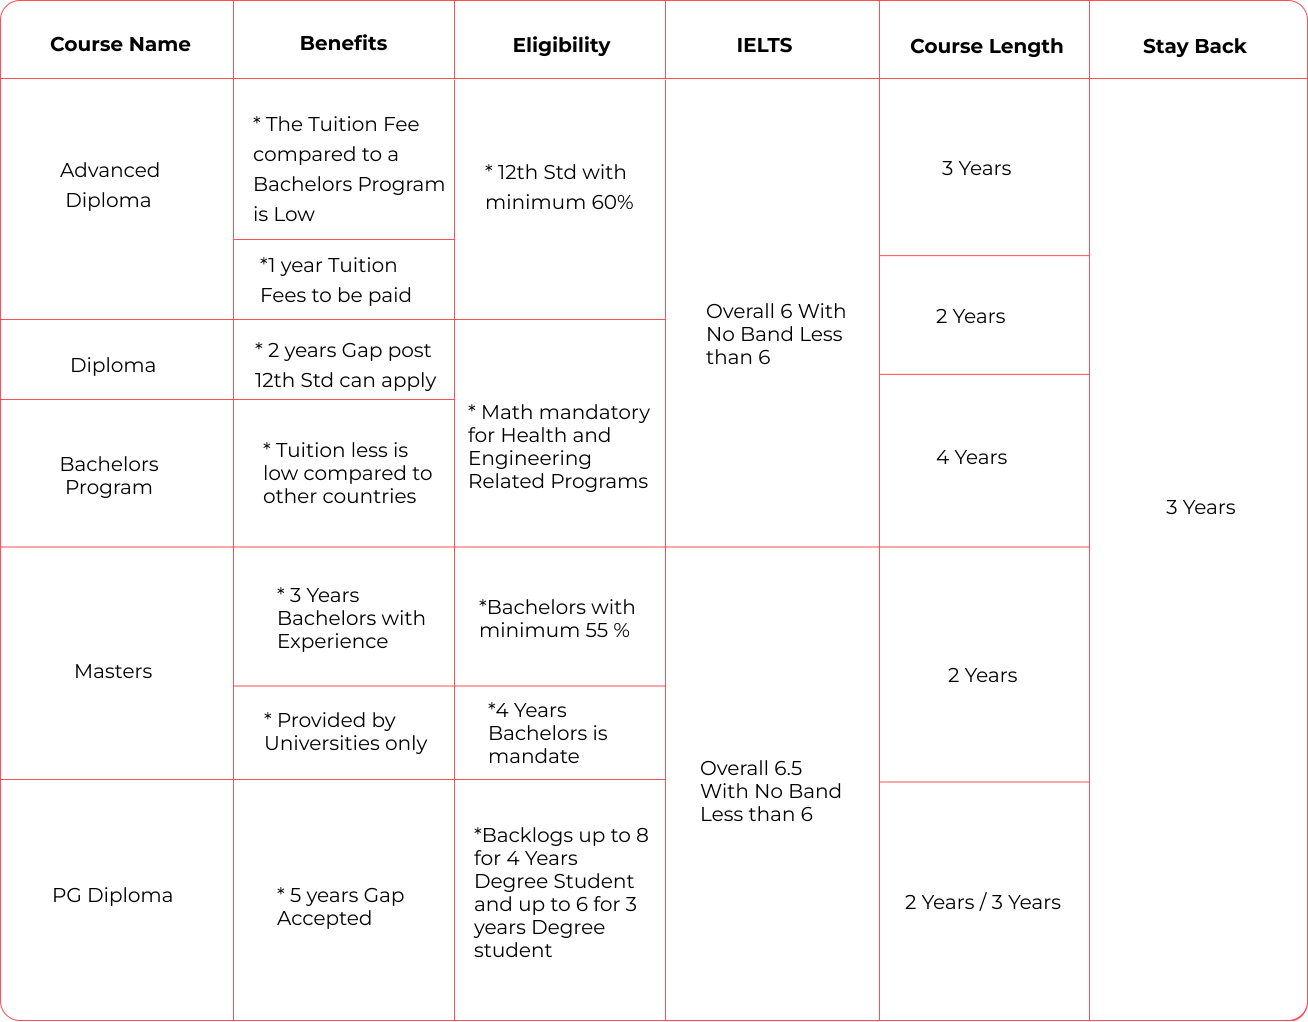 Course Name
Benefits
Eligibility
IELTS
Course Length
Stay Back
Advanced
Diploma
* The Tuition Fee
compared to a
Bachelors Program
is Low
*1 year Tuition
Fees to be paid
* 12th Std with
minimum 60%
Overall 6 With
No Band Less
than 6
3 Years
2 Years
4 Years
3 Years
Diploma
* 2 years Gap post
12th Std can apply
* Math mandatory
for Health and
Engineering
Related Programs
Bachelors
Program
* Tuition less is
low compared to
other countries
Masters
* 3 Years
Bachelors with
Experience
* Provided by
Universities only
*Bachelors with
minimum 55 %
*4 Years
Bachelors is
mandate
Overall 6.5
With No Band
Less than 6
2 Years
PG Diploma
* 5 years Gap
Accepted
*Backlogs up to 8
for 4 Years
Degree Student
and up to 6 for 3
years Degree
student
2 Years / 3 Years